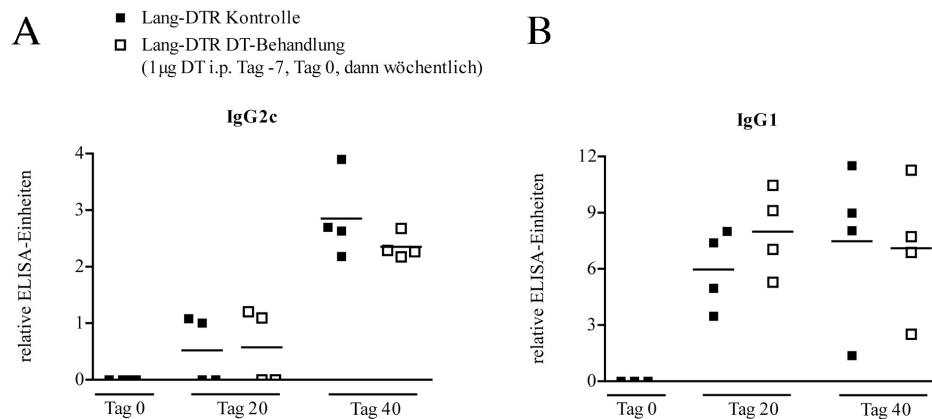 A
Lang-DTR Kontrolle
Lang-DTR DT-Behandlung
(1µg DT i.p. Tag -7, Tag 0, dann wöchentlich)
IgG2c
relative ELISA-Einheiten
4
3
2
1
0
Tag 0
Tag 20
Tag 40
B
IgG1
relative ELISA-Einheiten
12
9
6
3
0
Tag 0
Tag 20
Tag 40